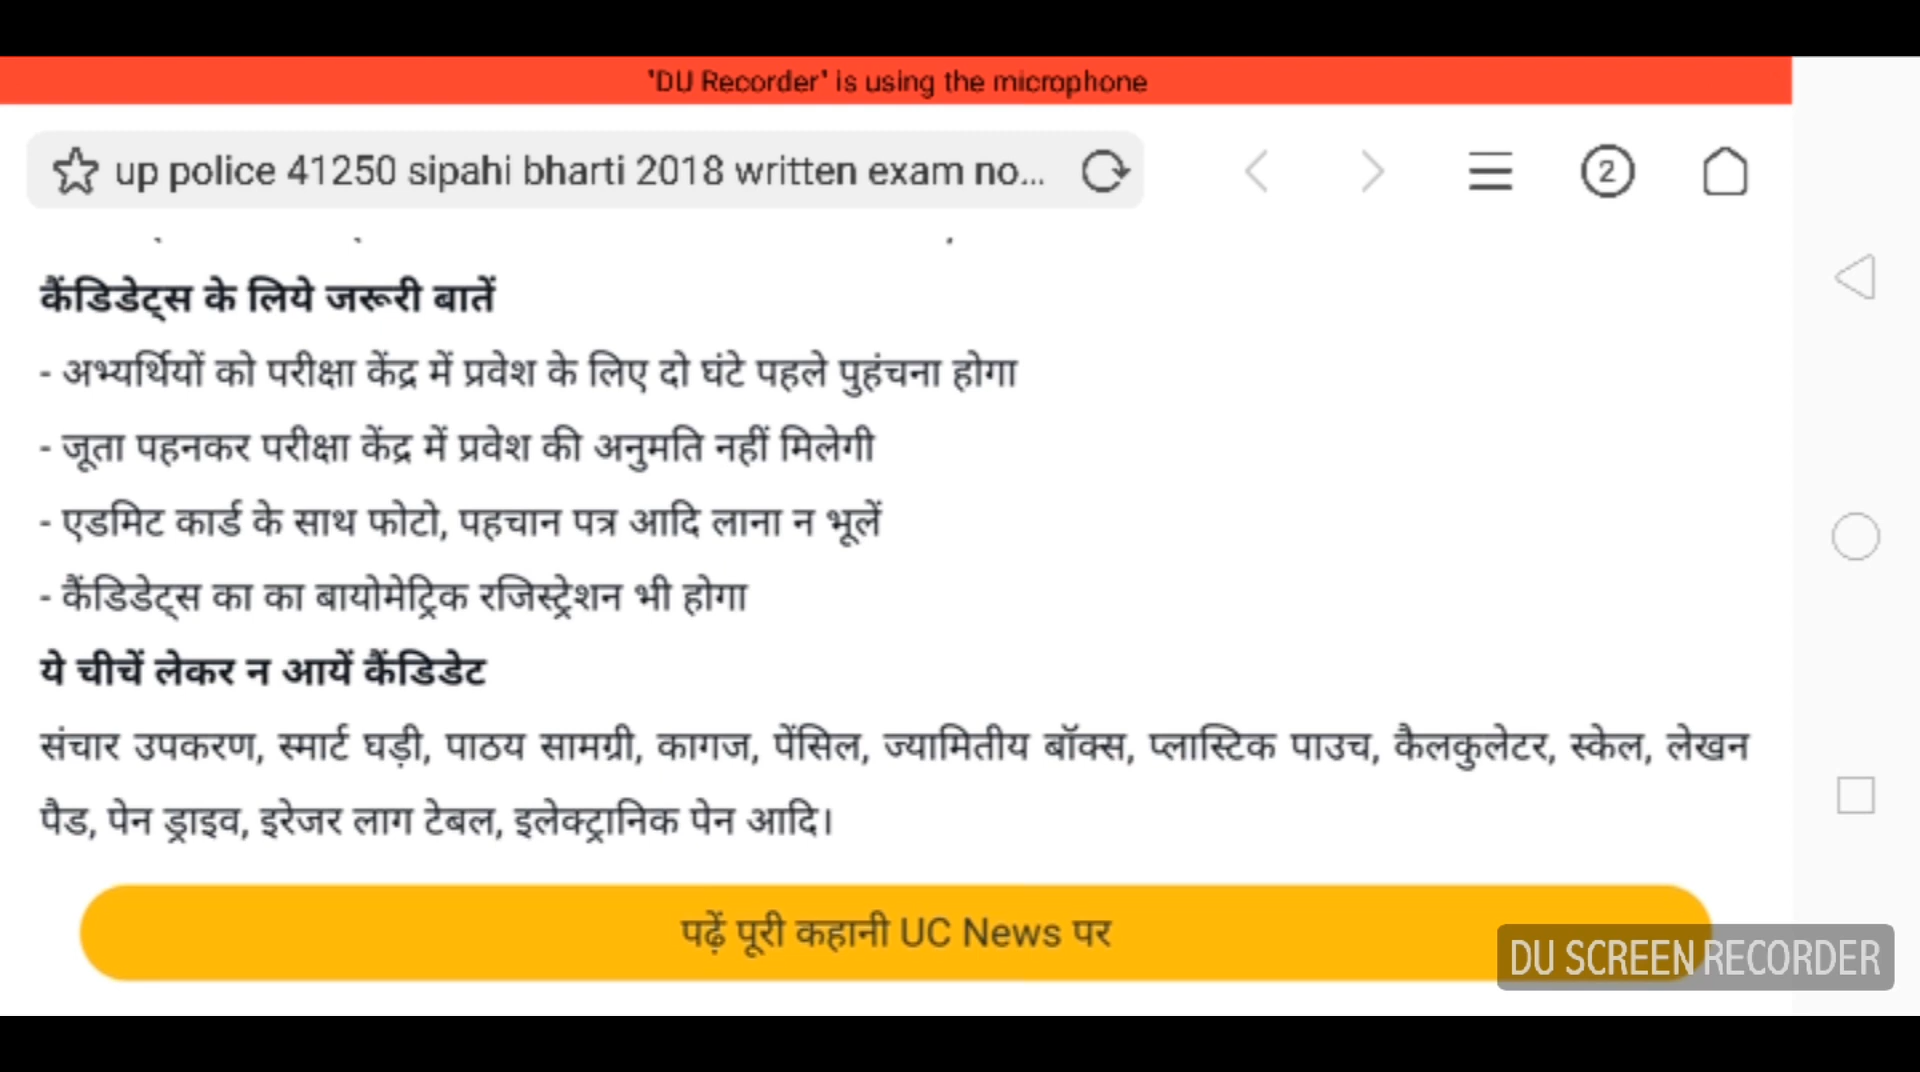 'DU Recorder' is using the microphone
up police 41250 sipahi bharti 2018 written exam no...
2
कैंडिडेट्स के लिये जरूरी बातें
- अभ्यर्थियों को परीक्षा केंद्र में प्रवेश के लिए दो घंटे पहले पुहंचना होगा
- जूता पहनकर परीक्षा केंद्र में प्रवेश की अनुमति नहीं मिलेगी
- एडमिट कार्ड के साथ फोटो, पहचान पत्र आदि लाना न भूलें
- कैंडिडेट्स का का बायोमेट्रिक रजिस्ट्रेशन भी होगा
ये चीचें लेकर न आयें कैंडिडेट
संचार उपकरण, स्मार्ट घड़ी, पाठय सामग्री, कागज, पेंसिल, ज्यामितीय बॉक्स, प्लास्टिक पाउच, कैलकुलेटर, स्केल, लेखन
पैड, पेन ड्राइव, इरेजर लाग टेबल, इलेक्ट्रानिक पेन आदि।
पढ़ें पूरी कहानी UC News पर
DU SCREEN RECORDER